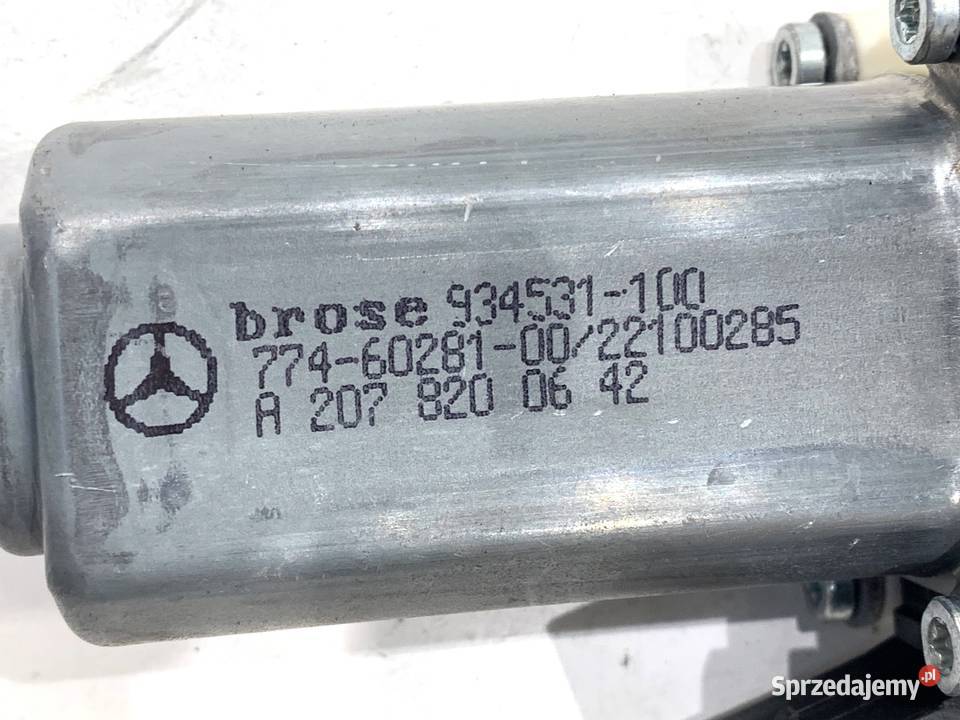 brose 934531-100
774-60281-00/22100285
A 207 820 06 42
Sprzedajemy.pl